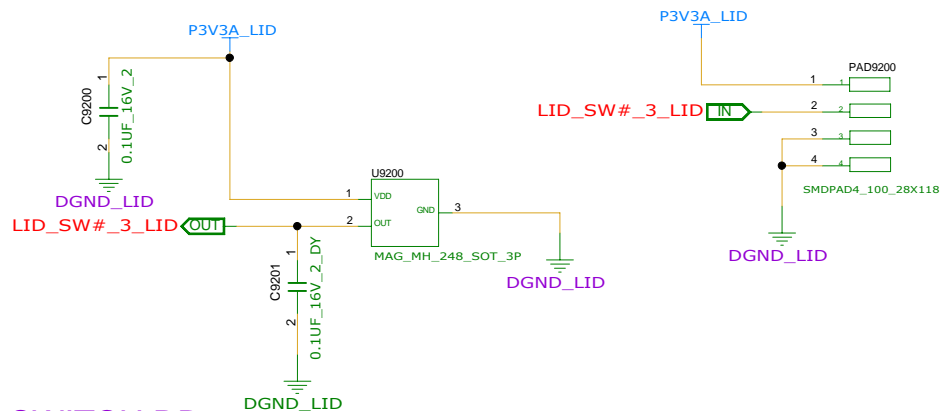 P3V3A_LID
P3V3A_LID
PAD9200
1
C9200
0.1UF_16V_2
2
DGND_LID
1 1
LID_SW#_3_LID IN 2 2
3 3
4 4
SMDPAD4_100_28X118
DGND_LID
U9200
1 VDD
GND 3
LID_SW#_3_LID OUT 2 OUT
MAG_MH_248_SOT_3P
DGND_LID
1
C9201
0.1UF_16V_2_DY
2
DGND_LID